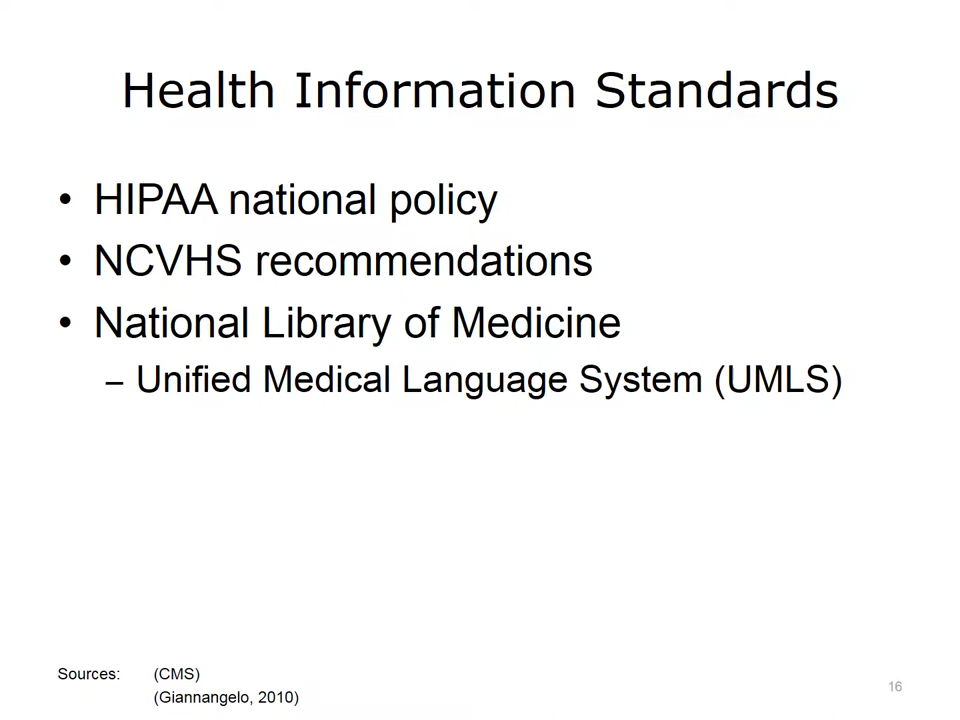 Health Information Standards
• HIPAA national policy
• NCVHS recommendations
• National Library of Medicine
– Unified Medical Language System (UMLS)
Sources: (CMS)
(Giannangelo, 2010)
16